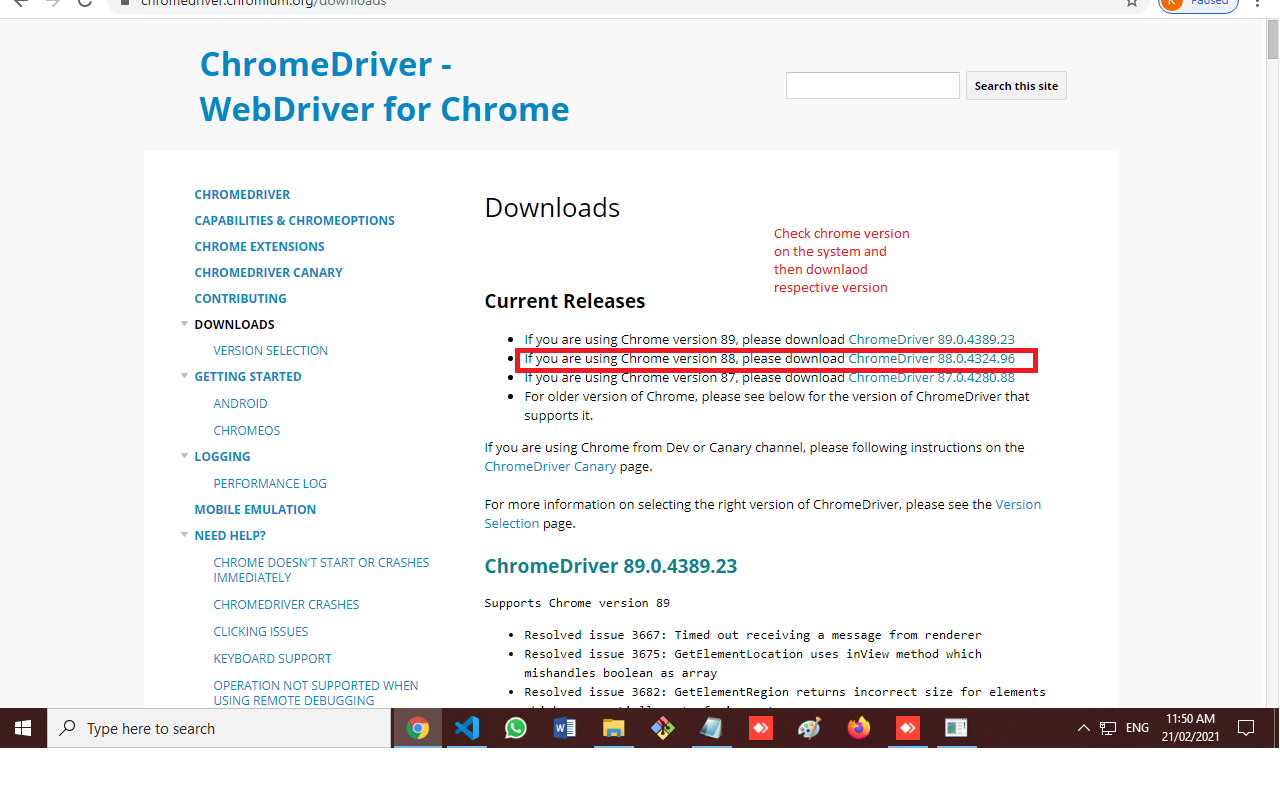 chromedriver.chromium.org/downloads
K Paused
ChromeDriver -
WebDriver for Chrome
Search this site
CHROMEDRIVER
CAPABILITIES & CHROMEOPTIONS
CHROME EXTENSIONS
CHROMEDRIVER CANARY
CONTRIBUTING
DOWNLOADS
VERSION SELECTION
GETTING STARTED
ANDROID
CHROMEOS
LOGGING
PERFORMANCE LOG
MOBILE EMULATION
NEED HELP?
CHROME DOESN'T START OR CRASHES
IMMEDIATELY
CHROMEDRIVER CRASHES
CLICKING ISSUES
KEYBOARD SUPPORT
OPERATION NOT SUPPORTED WHEN
USING REMOTE DEBUGGING
Downloads
Check chrome version
on the system and
then downlaod
respective version
Current Releases
If you are using Chrome version 89, please download ChromeDriver 89.0.4389.23
If you are using Chrome version 88, please download ChromeDriver 88.0.4324.96
If you are using Chrome version 87, please download ChromeDriver 87.0.4280.88
For older version of Chrome, please see below for the version of ChromeDriver that
supports it.
If you are using Chrome from Dev or Canary channel, please following instructions on the
ChromeDriver Canary page.
For more information on selecting the right version of ChromeDriver, please see the Version
Selection page.
ChromeDriver 89.0.4389.23
Supports Chrome version 89
Resolved issue 3667: Timed out receiving a message from renderer
Resolved issue 3675: GetElementLocation uses inView method which
mishandles boolean as array
Resolved issue 3682: GetElementRegion returns incorrect size for elements
Type here to search
ENG
11:50 AM
21/02/2021